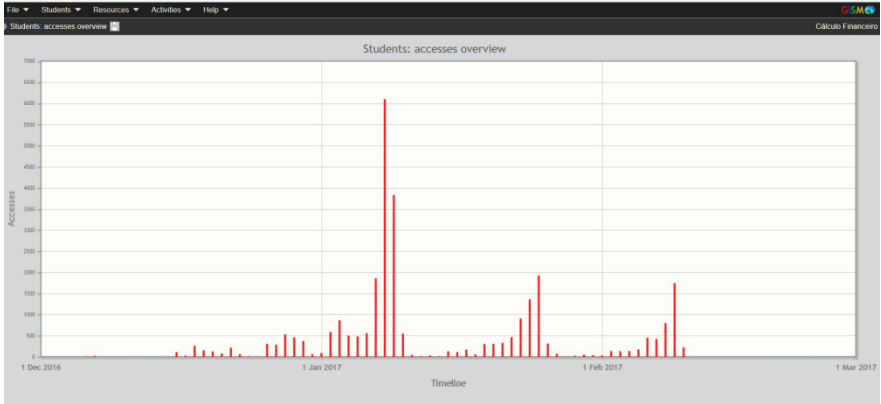 File ▼ Students ▼ Resources ▼ Activities ▼ Help ▼ GISMO
Students: accesses overview Cálculo Financeiro
Students: accesses overview
7000
6500
6000
5500
5000
4500
4000
3500
3000
2500
2000
1500
1000
500
0
Accesses
1 Dec 2016 1 Jan 2017 1 Feb 2017 1 Mar 2017
Timeline